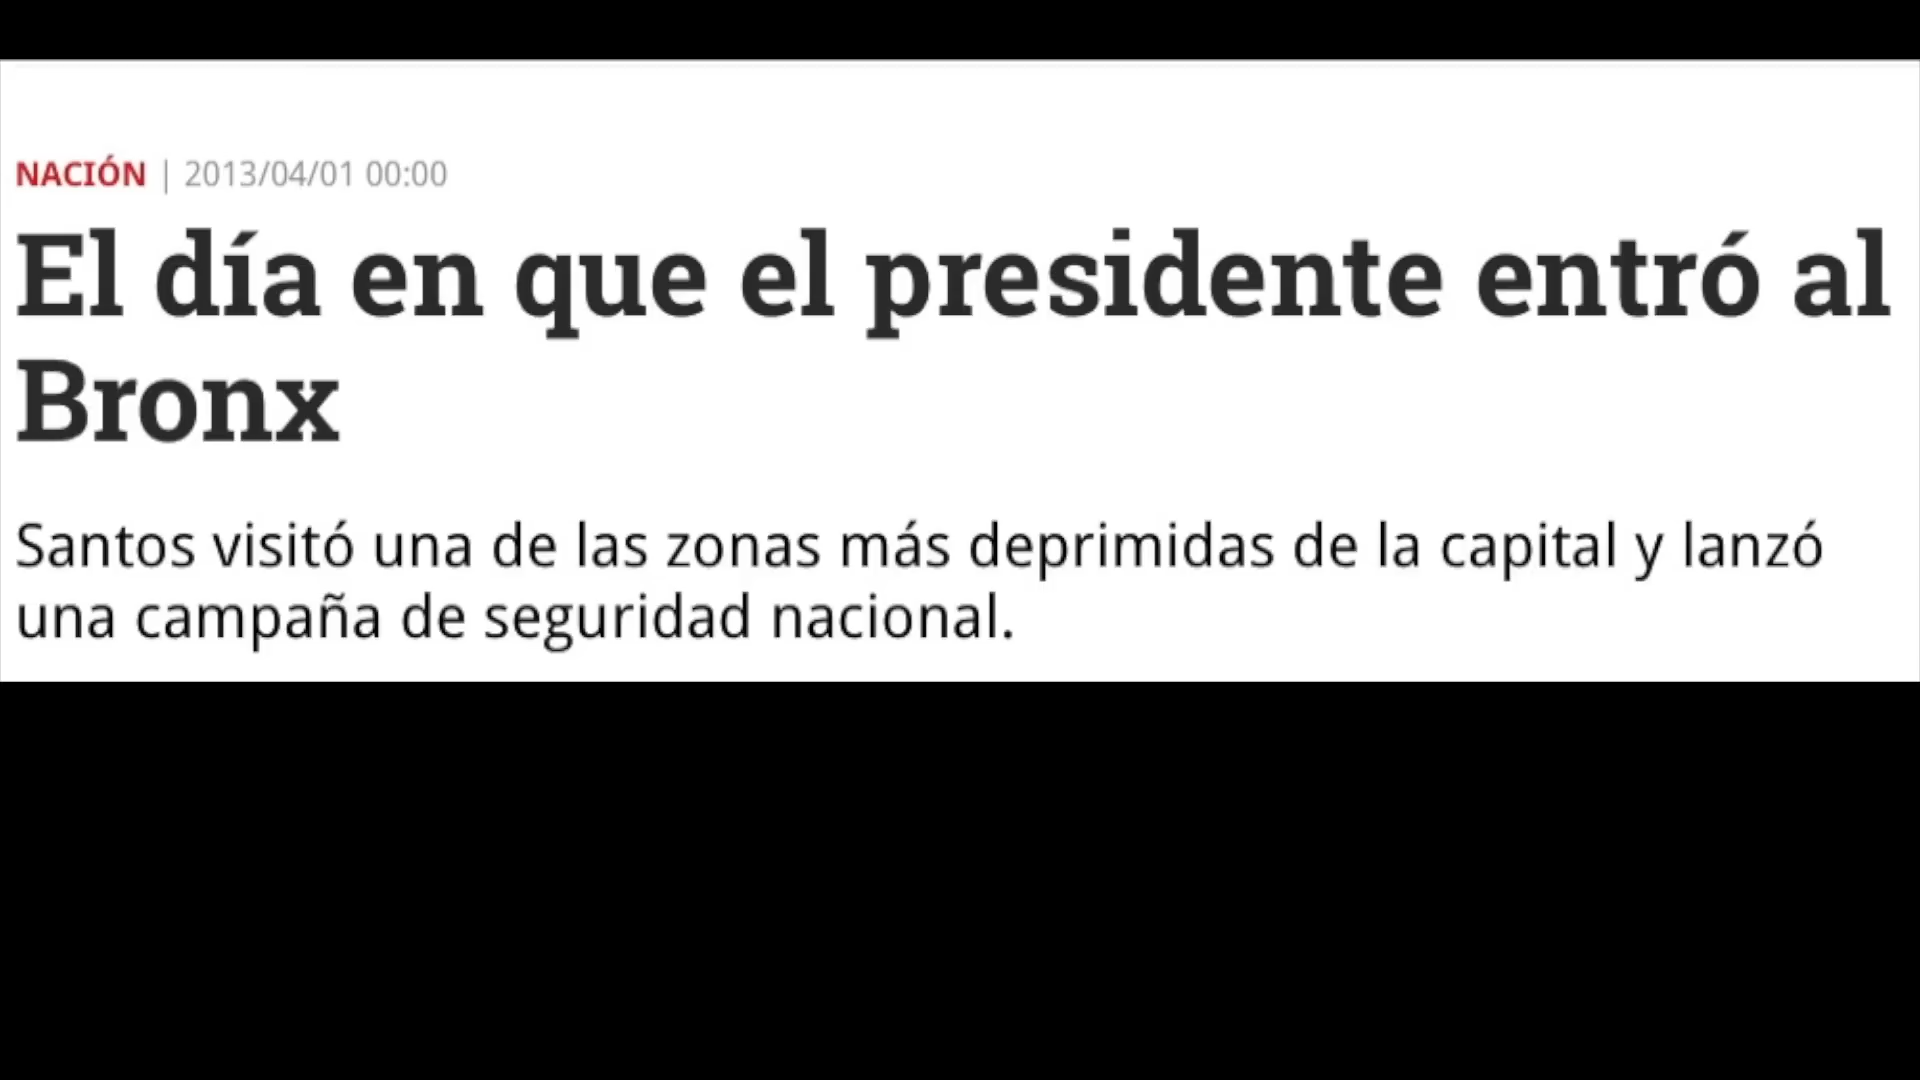 NACIÓN | 2013/04/01 00:00
El día en que el presidente entró al
Bronx
Santos visitó una de las zonas más deprimidas de la capital y lanzó
una campaña de seguridad nacional.